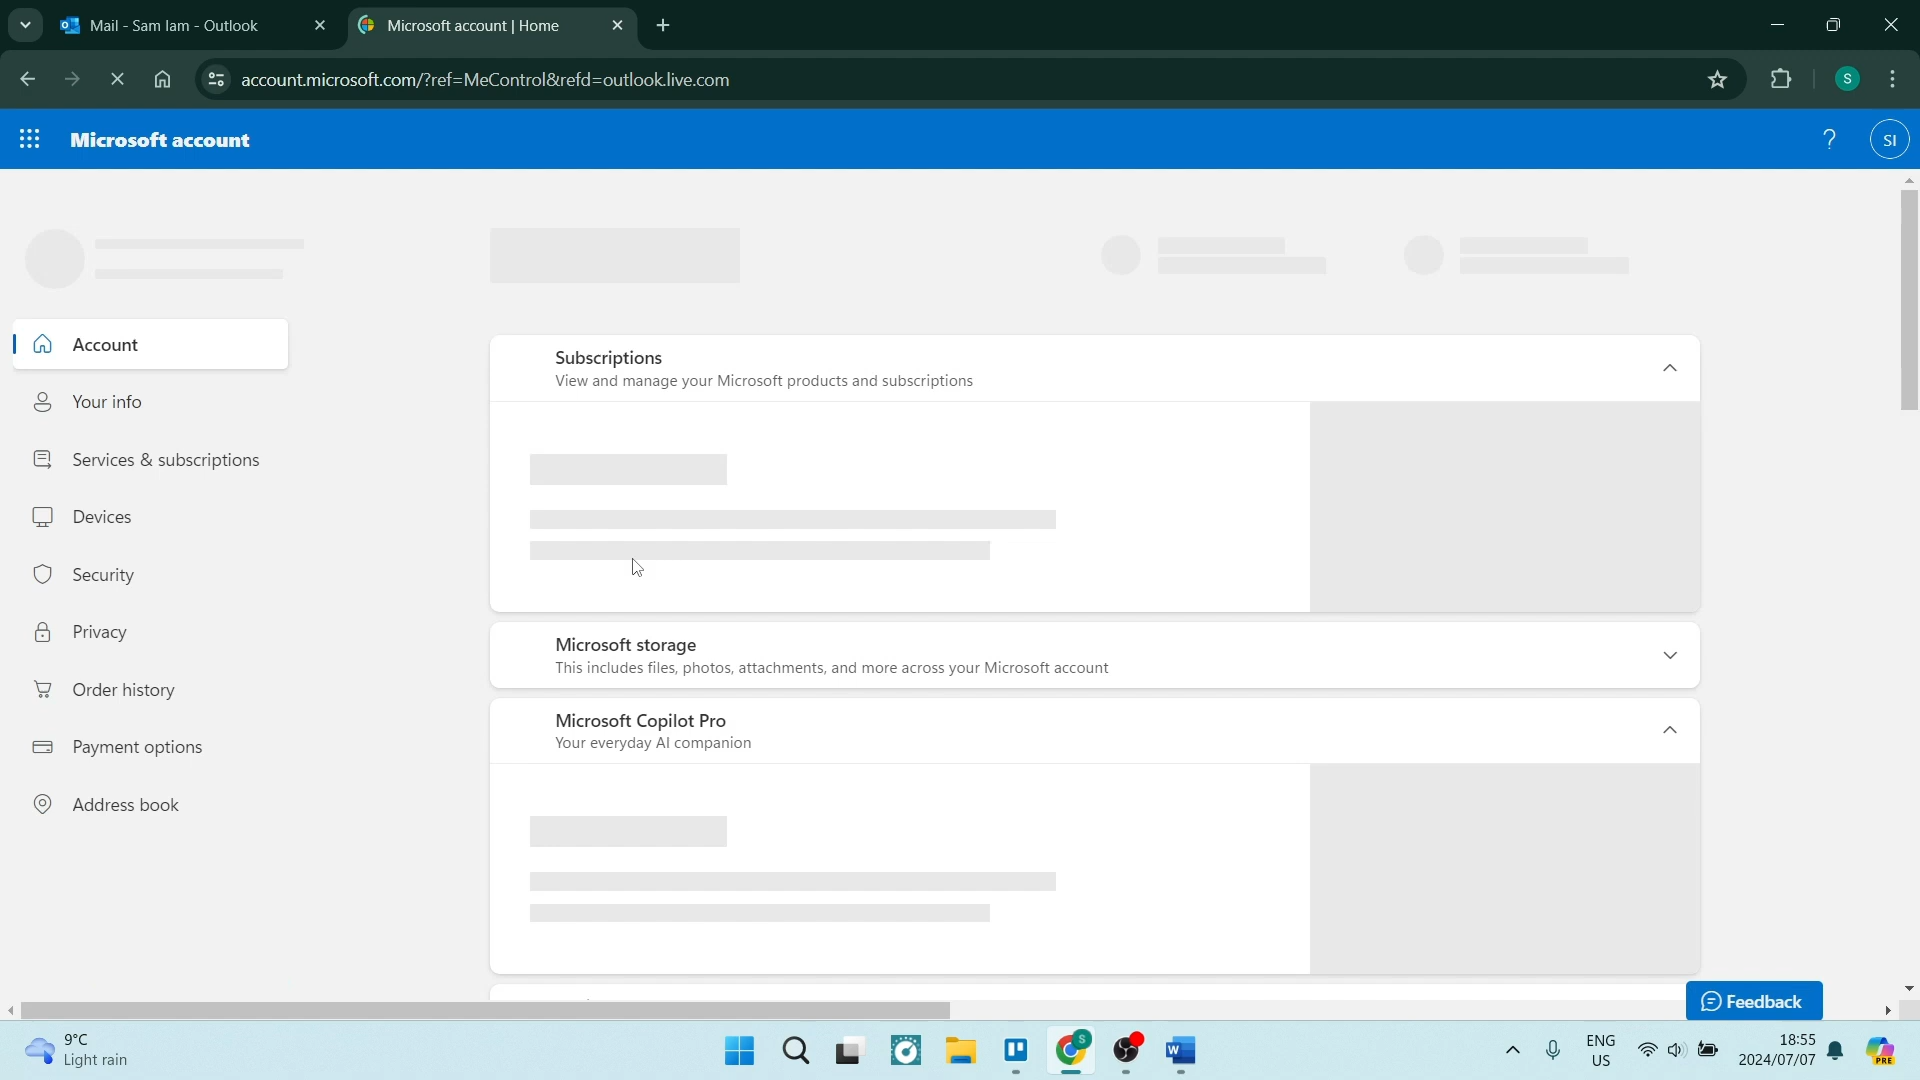 Mail - Sam Iam - Outlook
Microsoft account | Home
account.microsoft.com/?ref=MeControl&refd=outlook.live.com
S
Microsoft account
?
SI
Account
Your info
Services & subscriptions
Devices
Security
Privacy
Order history
Payment options
Address book
Subscriptions
View and manage your Microsoft products and subscriptions
Microsoft storage
This includes files, photos, attachments, and more across your Microsoft account
Microsoft Copilot Pro
Your everyday AI companion
Feedback
9°C
Light rain
S
W
ENG
US
18:55
2024/07/07
PRE